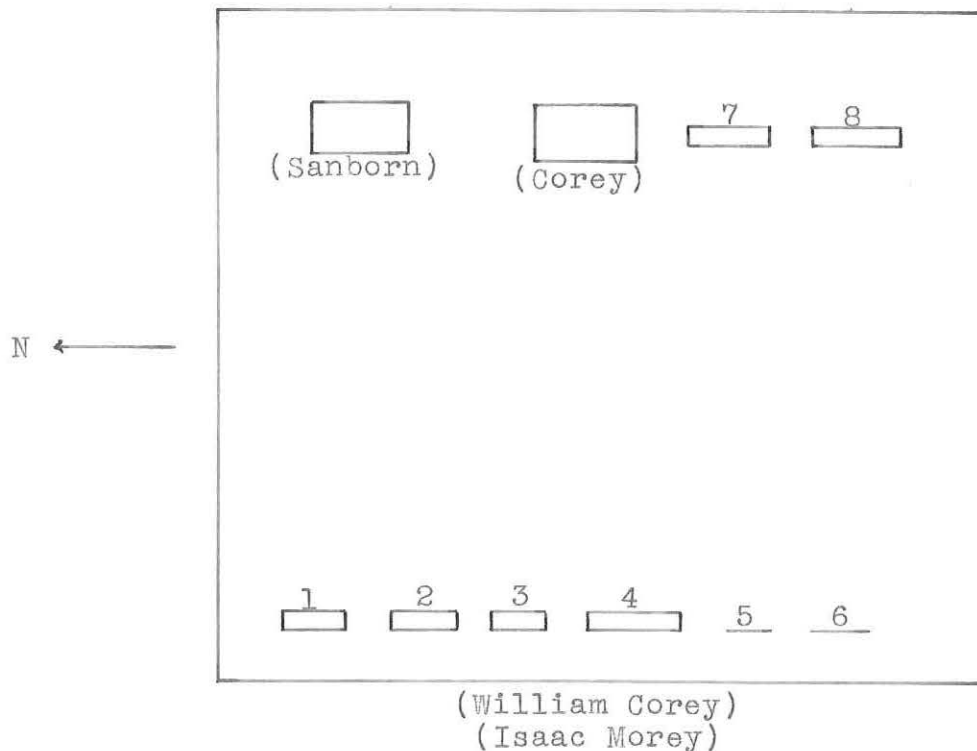 7 8
(Sanborn) (Corey)
N
1 2 3 4 5 6
(William Corey)
(Isaac Morey)